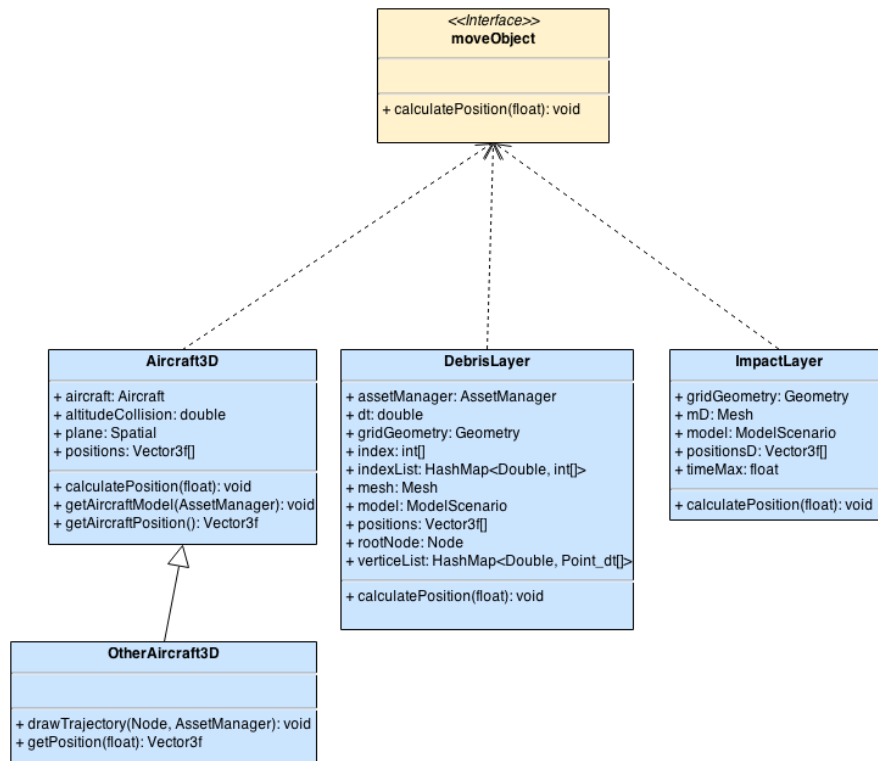 <<Interface>>
moveObject
+ calculatePosition(float): void
Aircraft3D
+ aircraft: Aircraft
+ altitudeCollision: double
+ plane: Spatial
+ positions: Vector3f[]
+ calculatePosition(float): void
+ getAircraftModel(AssetManager): void
+ getAircraftPosition(): Vector3f
DebrisLayer
+ assetManager: AssetManager
+ dt: double
+ gridGeometry: Geometry
+ index: int[]
+ indexList: HashMap<Double, int[]>
+ mesh: Mesh
+ model: ModelScenario
+ positions: Vector3f[]
+ rootNode: Node
+ verticeList: HashMap<Double, Point_dt[]>
+ calculatePosition(float): void
ImpactLayer
+ gridGeometry: Geometry
+ mD: Mesh
+ model: ModelScenario
+ positionsD: Vector3f[]
+ timeMax: float
+ calculatePosition(float): void
OtherAircraft3D
+ drawTrajectory(Node, AssetManager): void
+ getPosition(float): Vector3f